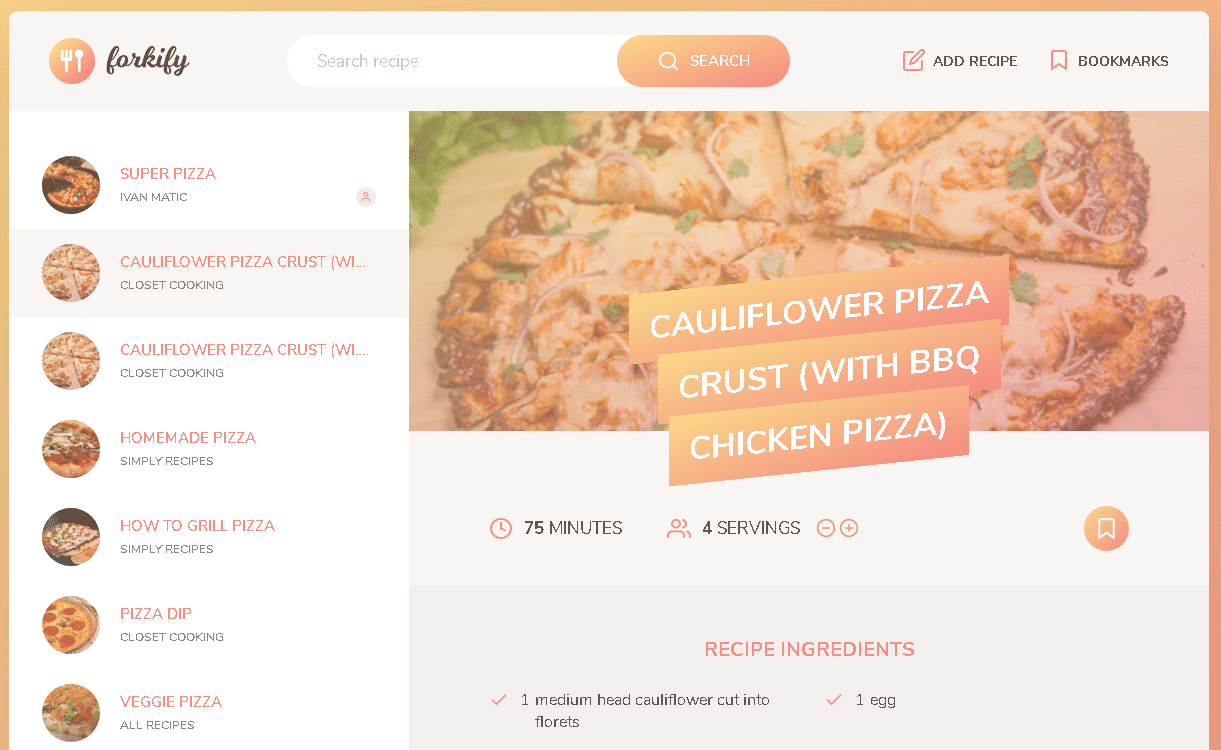 forkify
Search recipe
SEARCH
ADD RECIPE
BOOKMARKS
SUPER PIZZA
IVAN MATIC
CAULIFLOWER PIZZA CRUST (WI...
CLOSET COOKING
CAULIFLOWER PIZZA CRUST (WI...
CLOSET COOKING
HOMEMADE PIZZA
SIMPLY RECIPES
HOW TO GRILL PIZZA
SIMPLY RECIPES
PIZZA DIP
CLOSET COOKING
VEGGIE PIZZA
ALL RECIPES
CAULIFLOWER PIZZA
CRUST (WITH BBQ
CHICKEN PIZZA)
75 MINUTES
4 SERVINGS
RECIPE INGREDIENTS
1 medium head cauliflower cut into
florets
1 egg